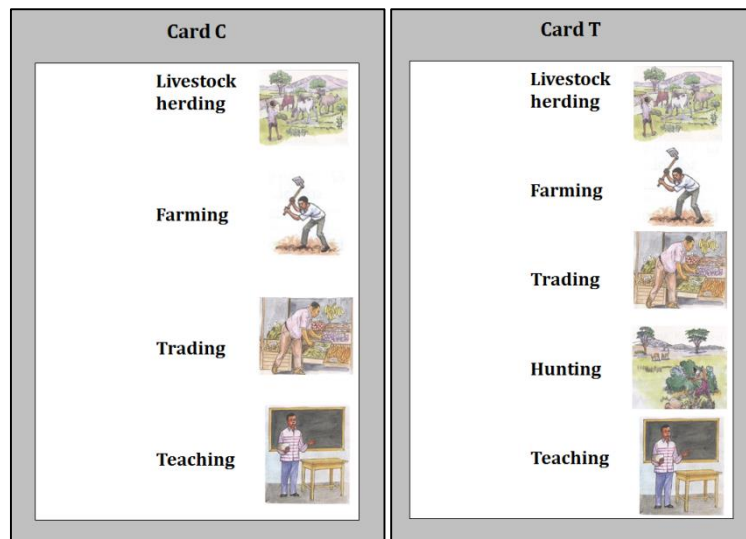 Card C
Livestock
herding
Farming
Trading
Teaching
Card T
Livestock
herding
Farming
Trading
Hunting
Teaching